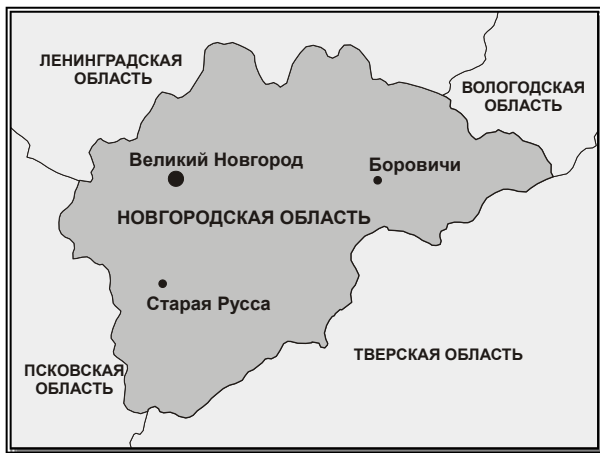 ЛЕНИНГРАДСКАЯ
ОБЛАСТЬ
ВОЛОГОДСКАЯ
ОБЛАСТЬ
Великий Новгород
Боровичи
НОВГОРОДСКАЯ ОБЛАСТЬ
Старая Русса
ТВЕРСКАЯ ОБЛАСТЬ
ПСКОВСКАЯ
ОБЛАСТЬ